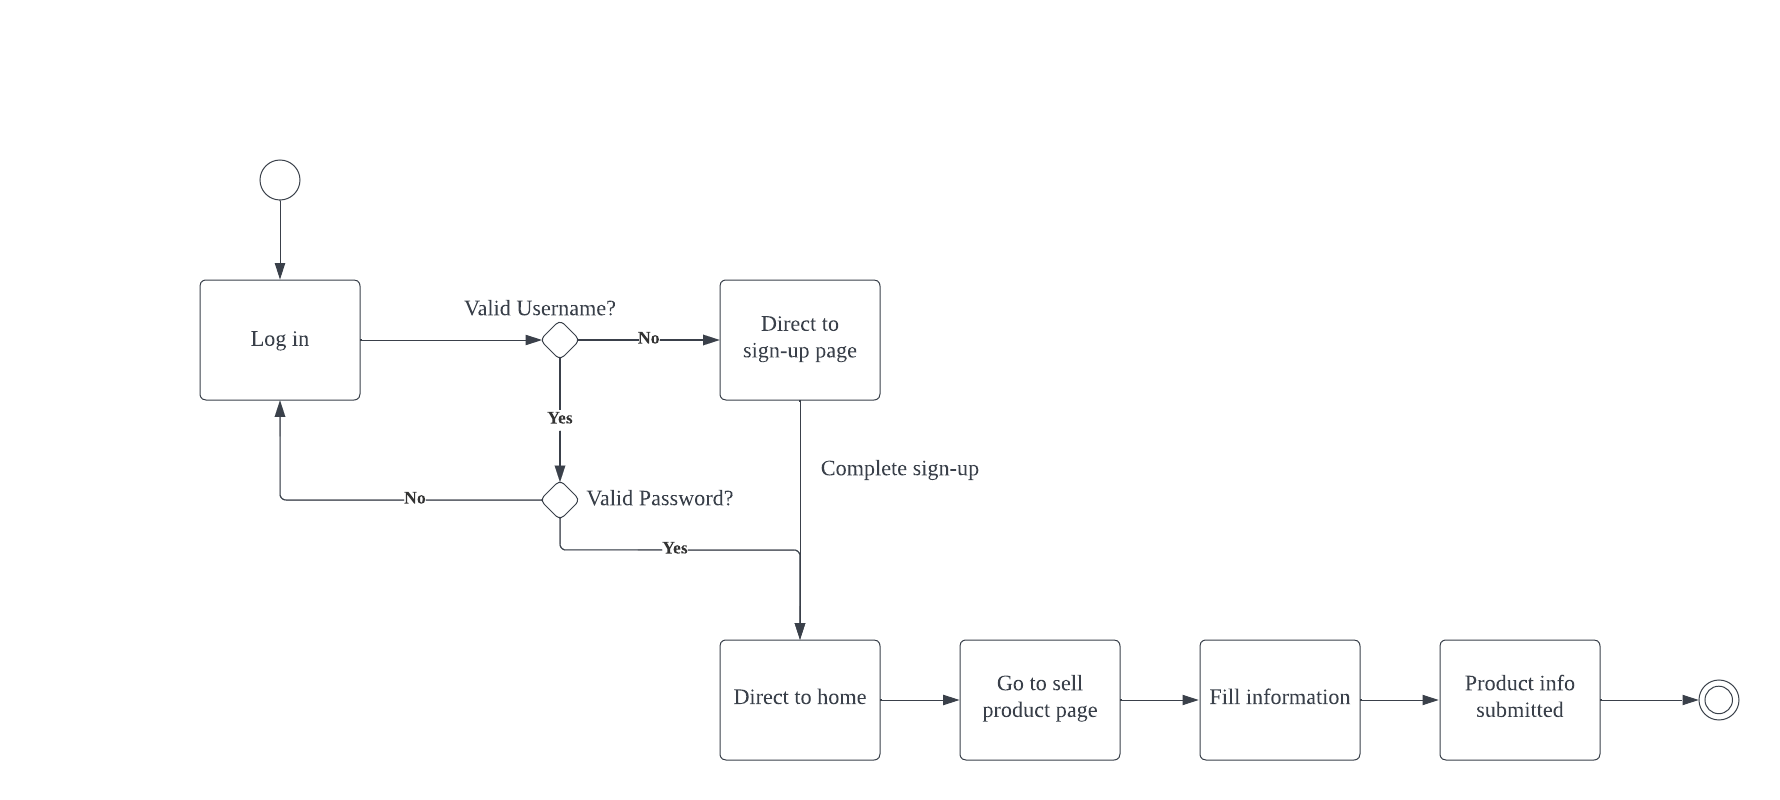 Valid Username?
Log in
No
Direct to
sign-up page
Yes
Complete sign-up
No
Valid Password?
Yes
Direct to home
Go to sell
product page
Fill information
Product info
submitted